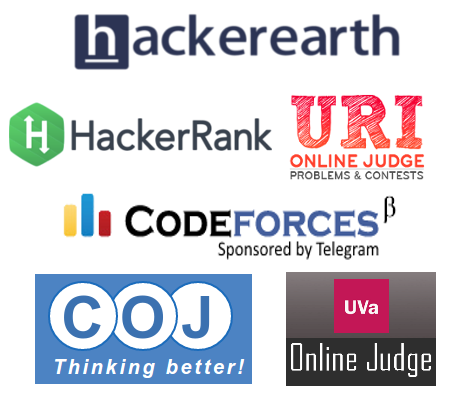 hackerearth
H HackerRank
URI
ONLINE JUDGE
PROBLEMS & CONTESTS
CODEFORCES β
Sponsored by Telegram
COJ
Thinking better!
UVa
Online Judge